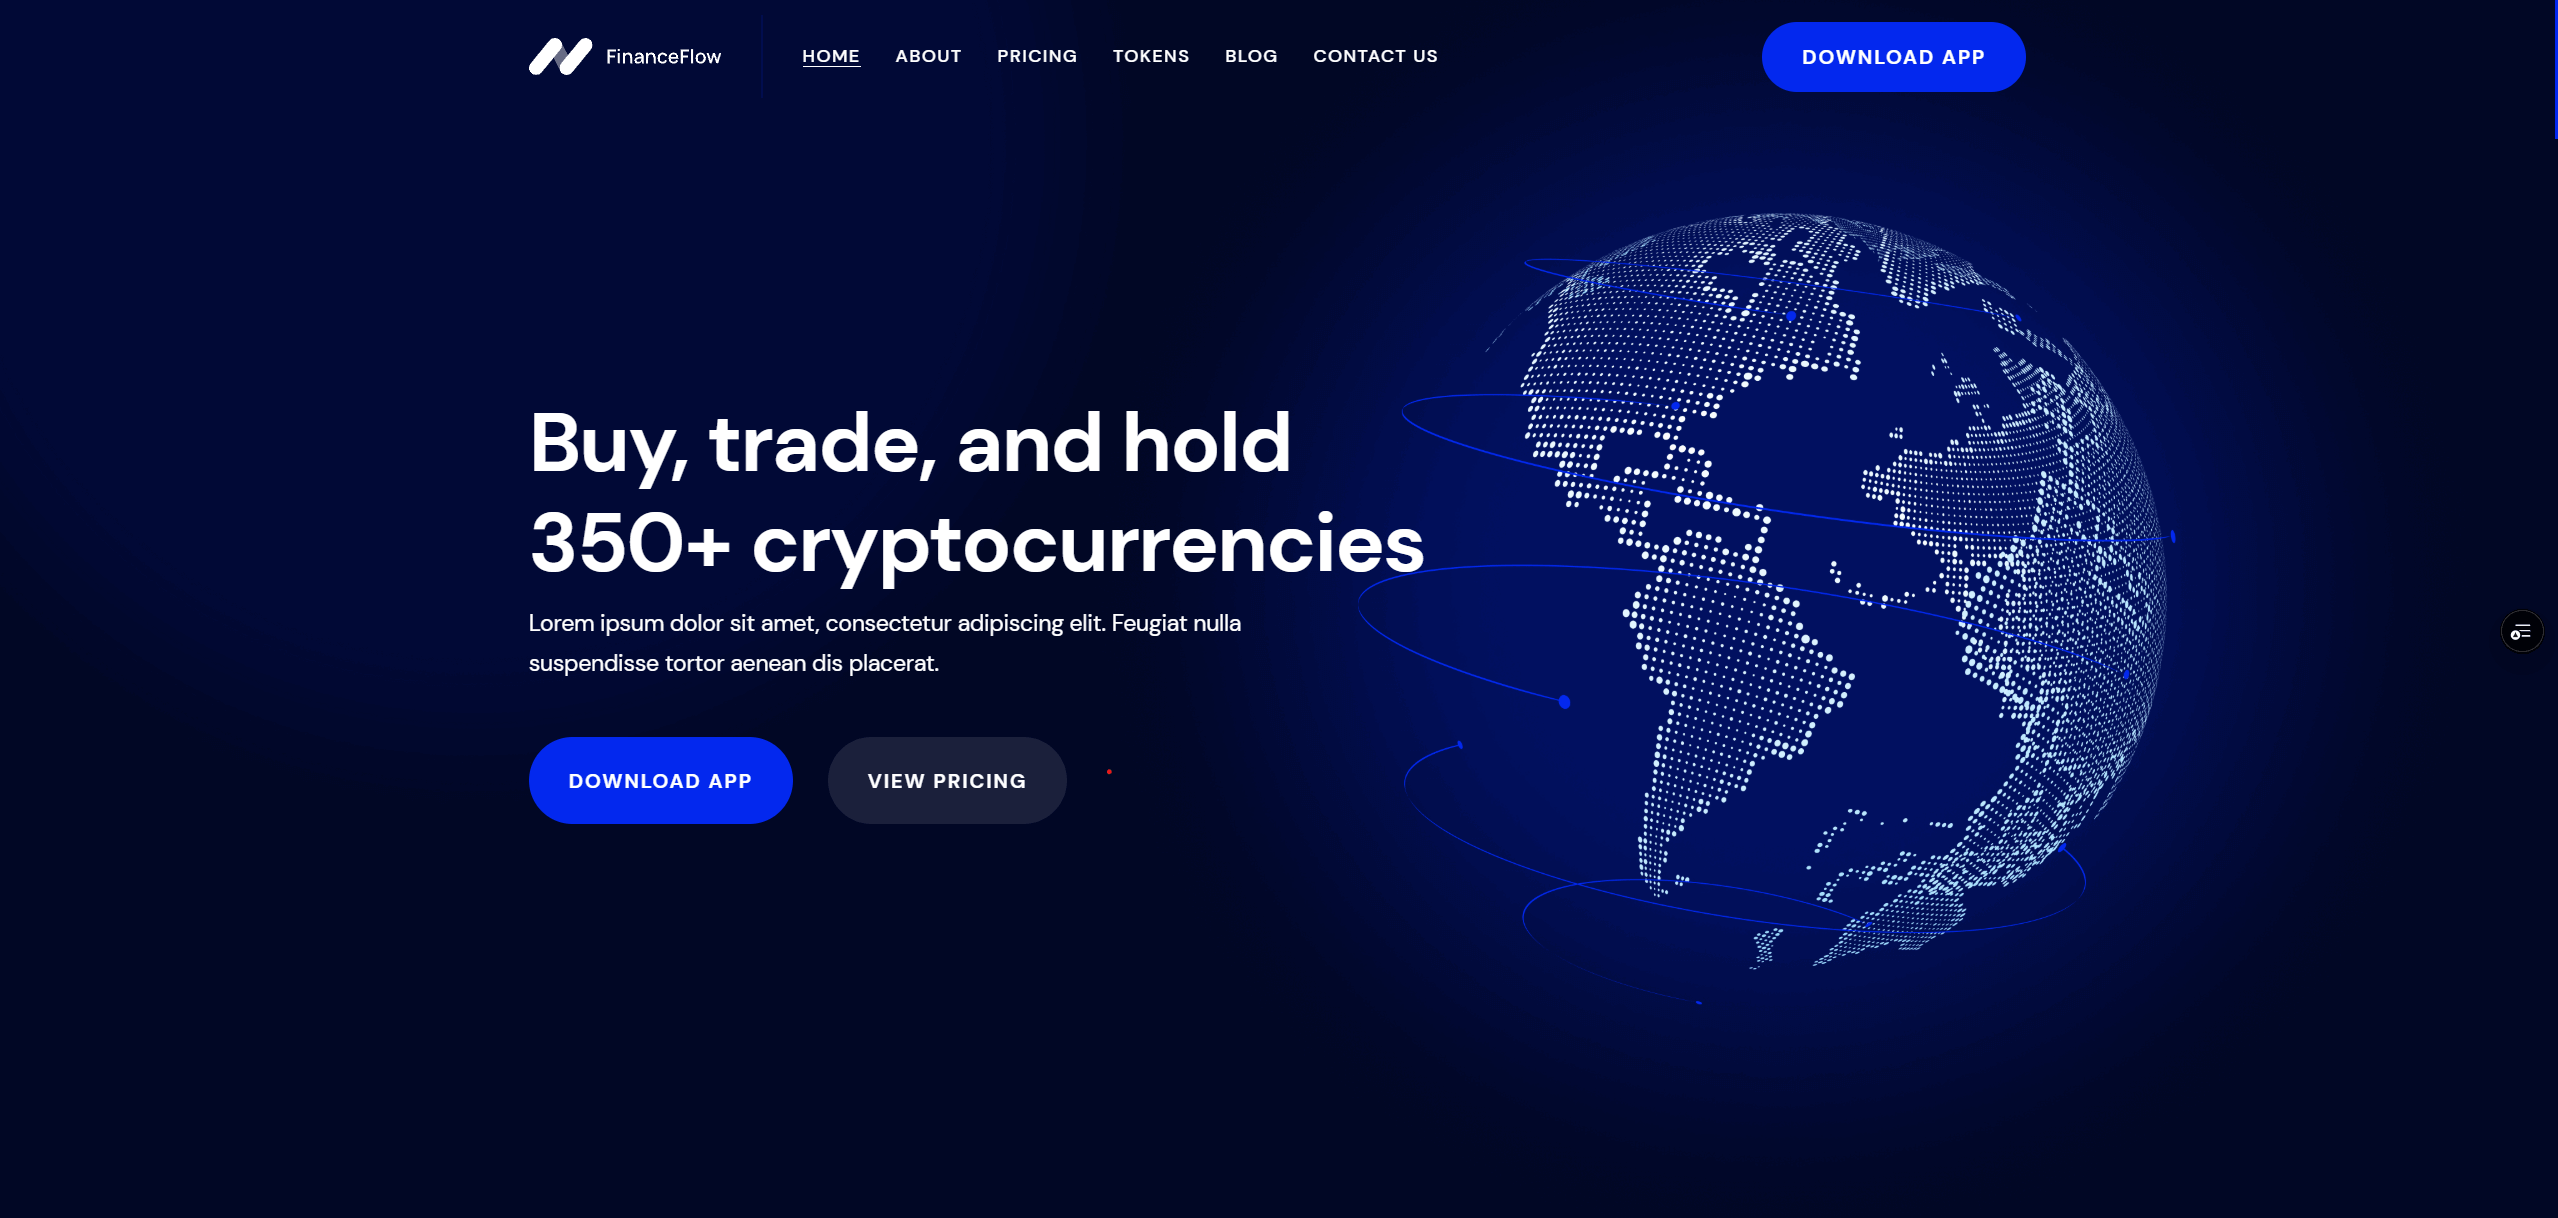 FinanceFlow
HOME
ABOUT
PRICING
TOKENS
BLOG
CONTACT US
DOWNLOAD APP
Buy, trade, and hold
350+ cryptocurrencies
Lorem ipsum dolor sit amet, consectetur adipiscing elit. Feugiat nulla
suspendisse tortor aenean dis placerat.
DOWNLOAD APP
VIEW PRICING